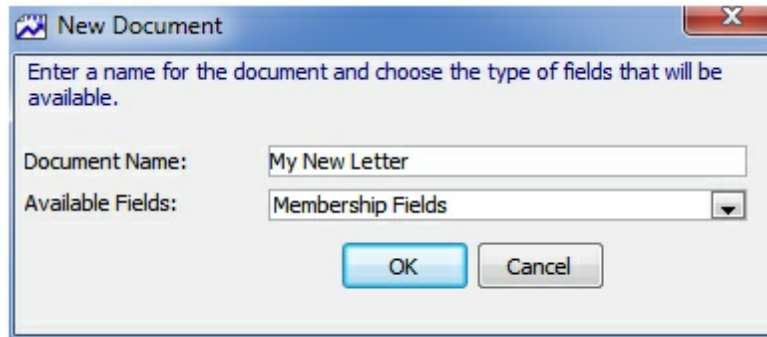 New Document
Enter a name for the document and choose the type of fields that will be
available.
Document Name: My New Letter
Available Fields: Membership Fields
OK Cancel